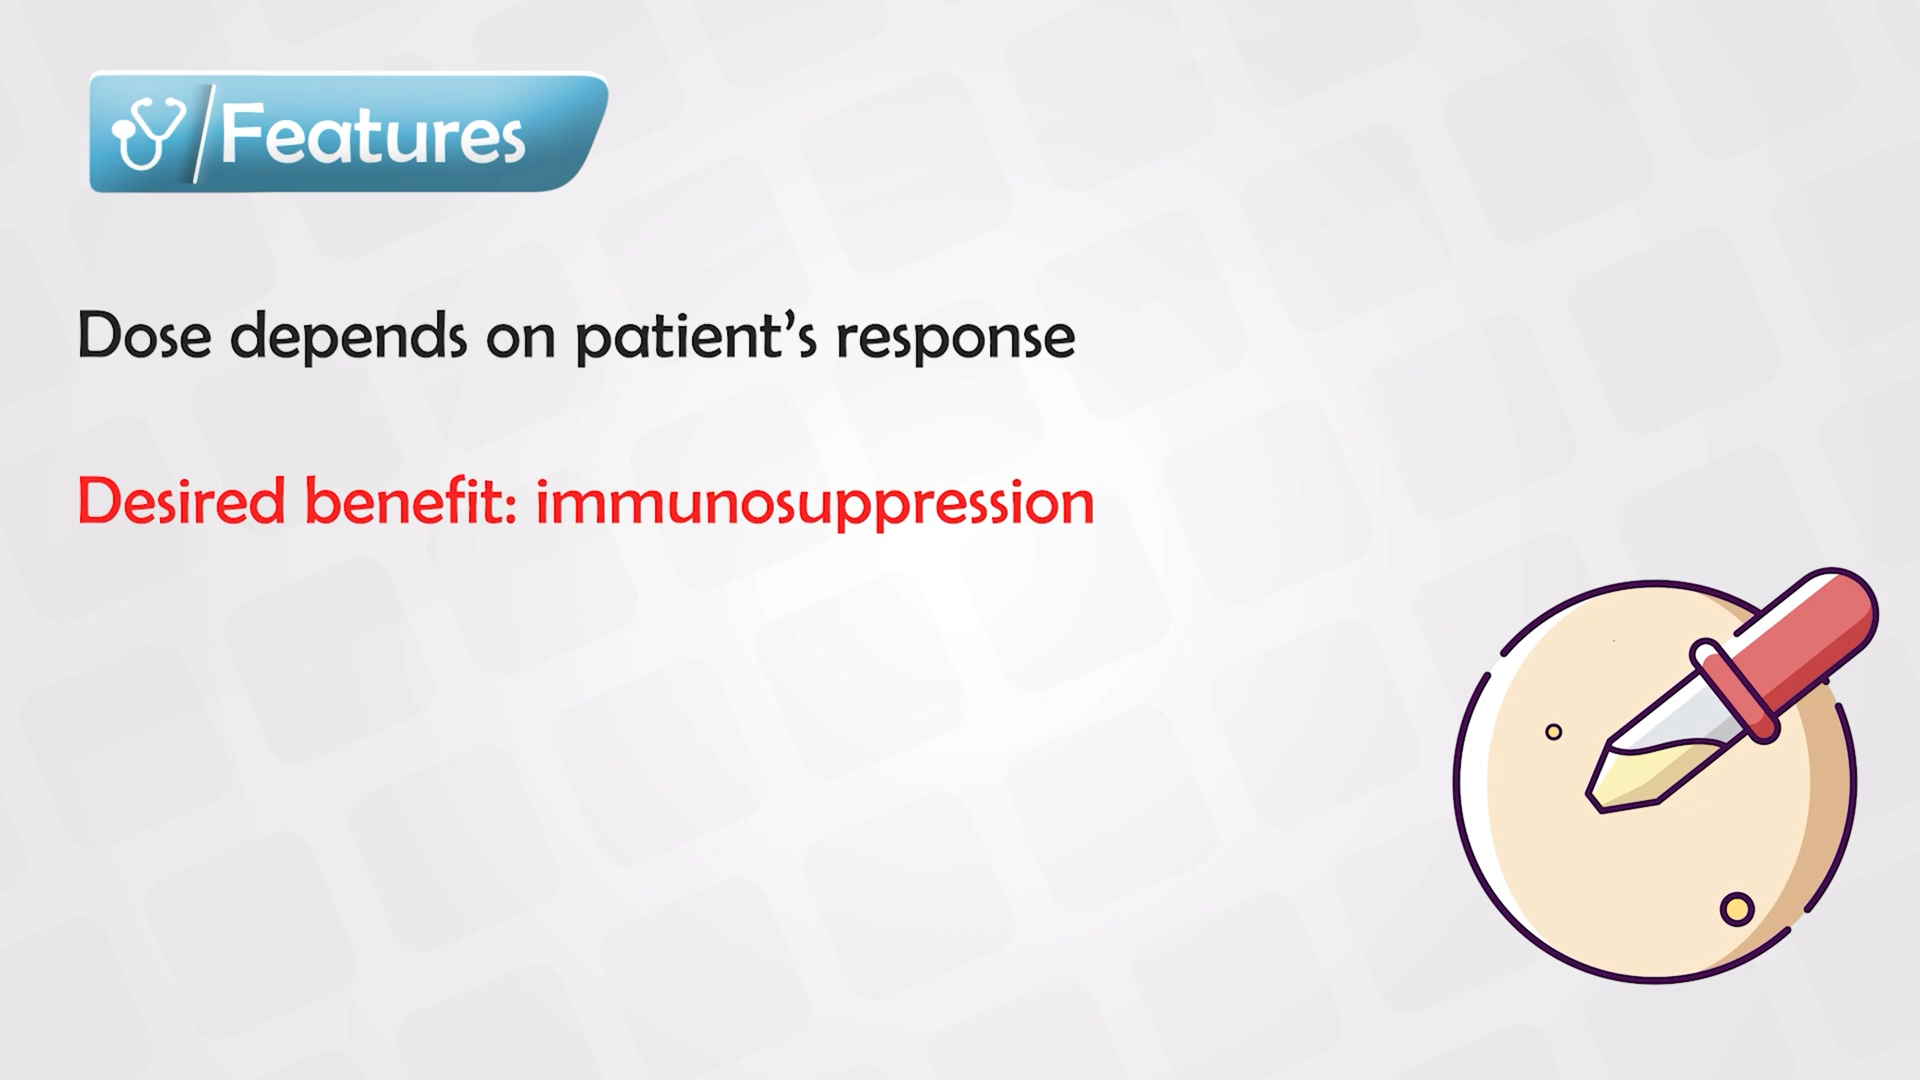 Features
Dose depends on patient’s response
Desired benefit: immunosuppression